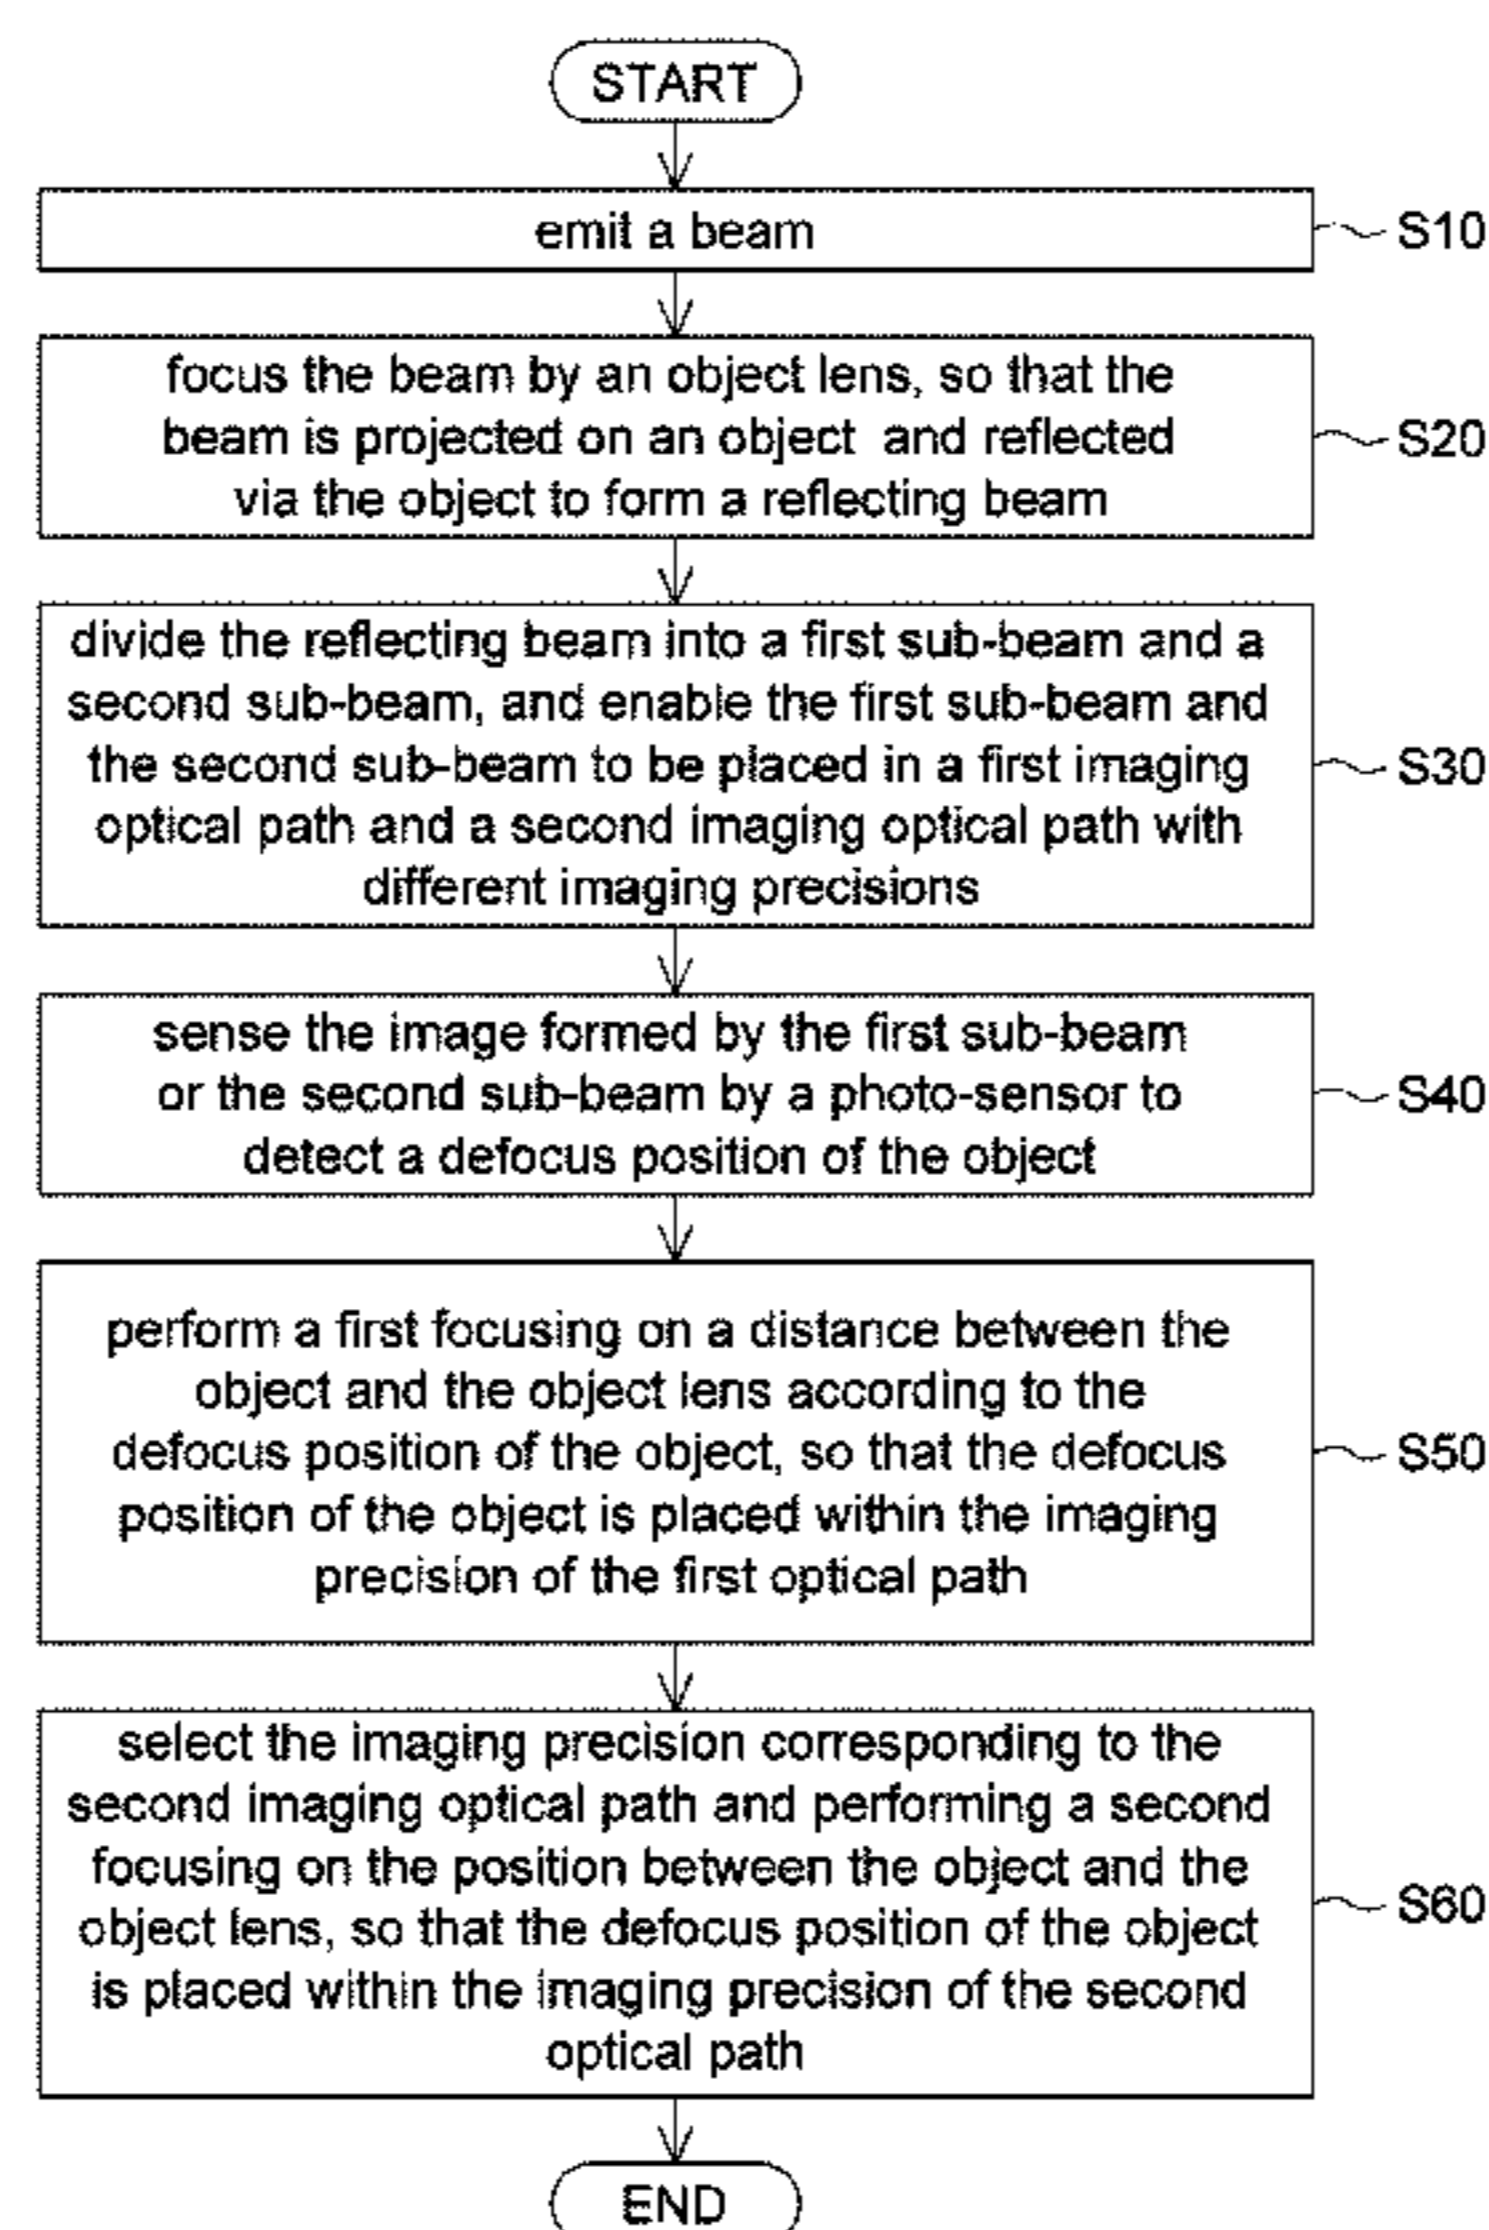 START
emit a beam
S10
focus the beam by an object lens, so that the
beam is projected on an object and reflected
via the object to form a reflecting beam
S20
divide the reflecting beam into a first sub-beam and a
second sub-beam, and enable the first sub-beam and
the second sub-beam to be placed in a first imaging
optical path and a second imaging optical path with
different imaging precisions
S30
sense the image formed by the first sub-beam
or the second sub-beam by a photo-sensor to
detect a defocus position of the object
S40
perform a first focusing on a distance between the
object and the object lens according to the
defocus position of the object, so that the defocus
position of the object is placed within the imaging
precision of the first optical path
S50
select the imaging precision corresponding to the
second imaging optical path and performing a second
focusing on the position between the object and the
object lens, so that the defocus position of the object
is placed within the imaging precision of the second
optical path
S60
END